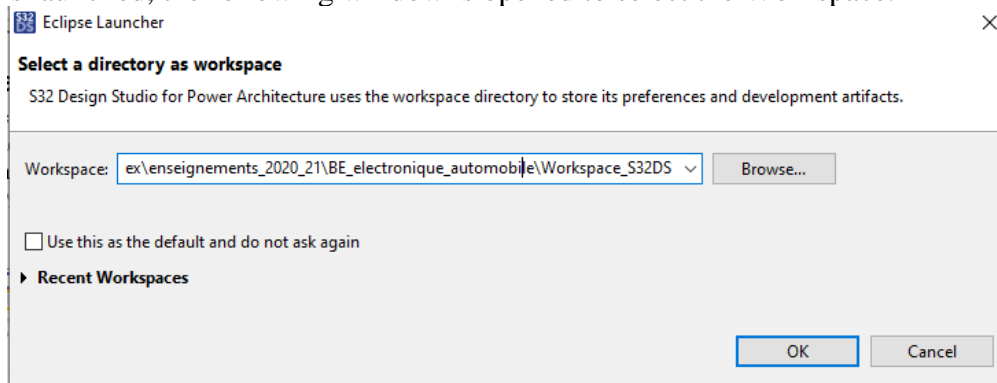 S32
DS
Eclipse Launcher
Select a directory as workspace
S32 Design Studio for Power Architecture uses the workspace directory to store its preferences and development artifacts.
Workspace: ex\enseignements_2020_21\BE_electronique_automobile\Workspace_S32DS Browse...
Use this as the default and do not ask again
Recent Workspaces
OK Cancel